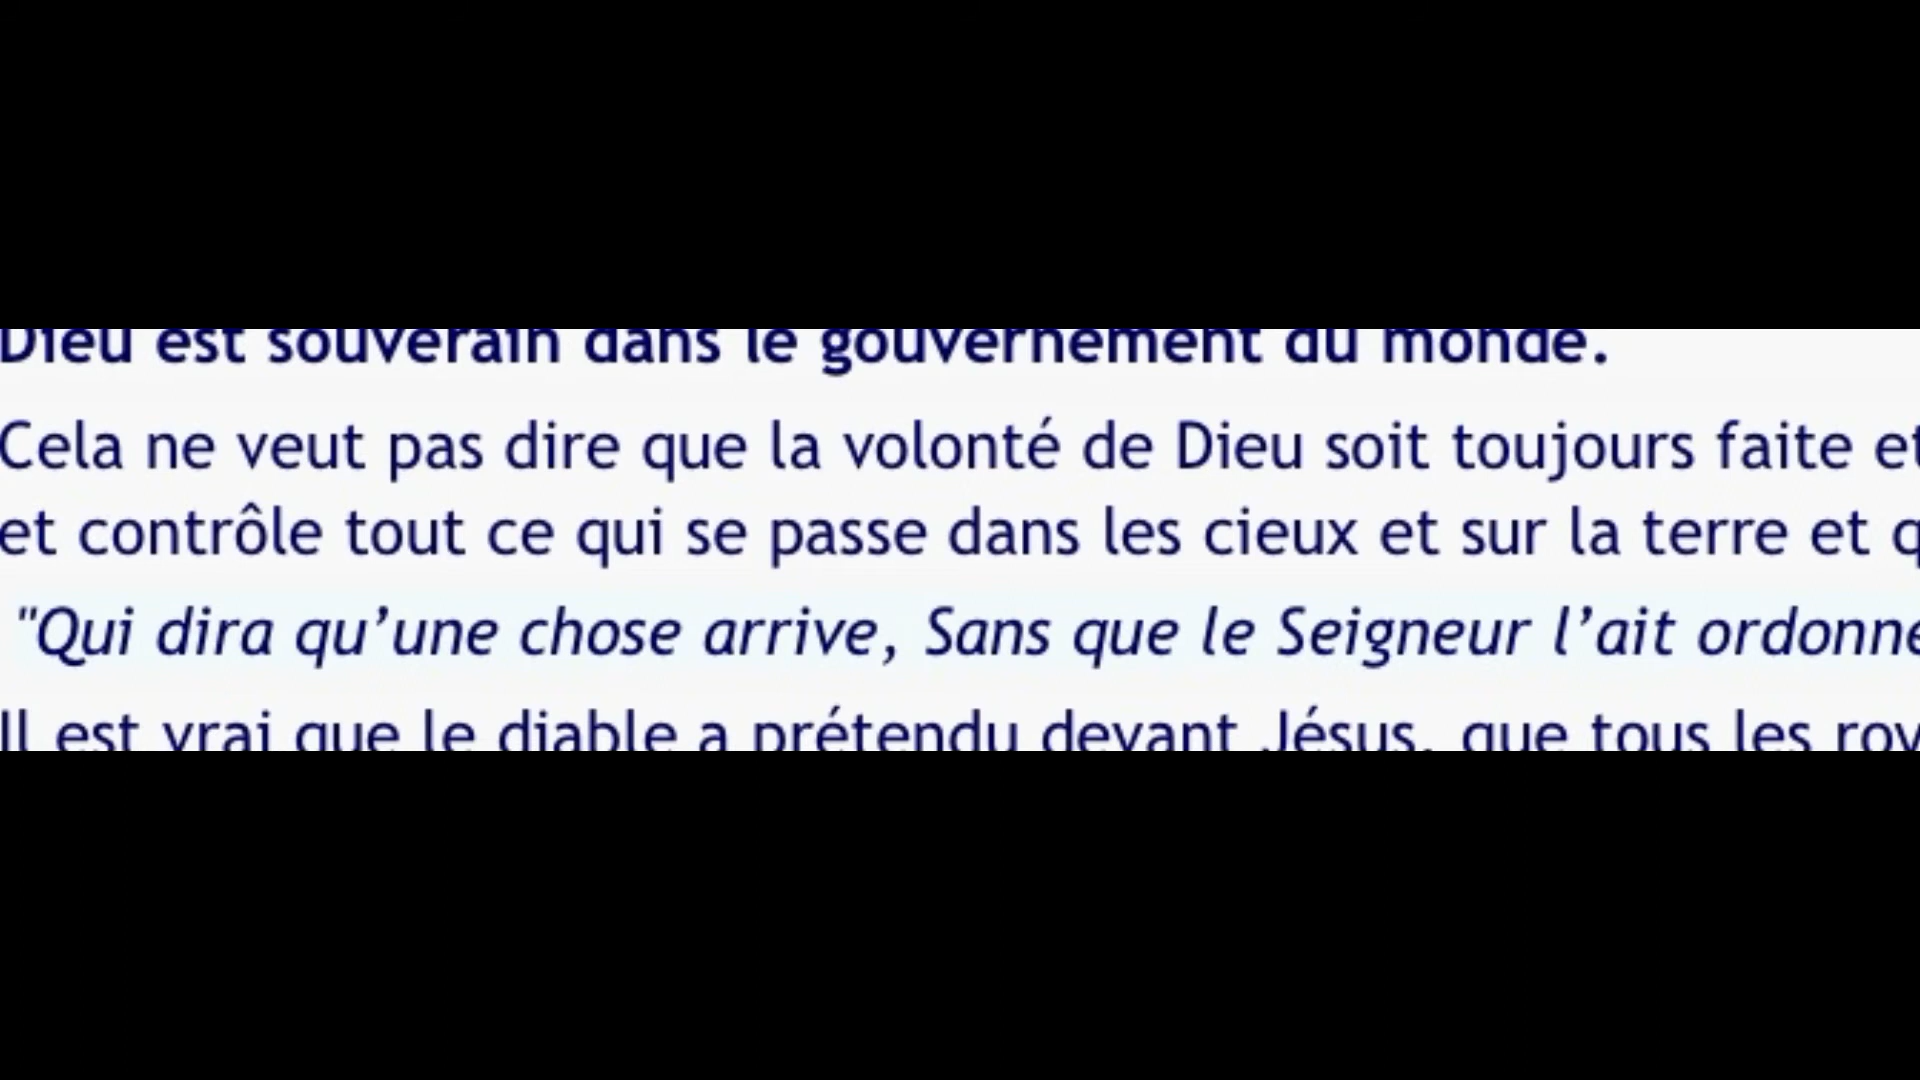 Dieu est souverain dans le gouvernement du monde.
Cela ne veut pas dire que la volonté de Dieu soit toujours faite et
et contrôle tout ce qui se passe dans les cieux et sur la terre et q
"Qui dira qu’une chose arrive, Sans que le Seigneur l’ait ordonné
Il est vrai que le diable a prétendu devant Jésus, que tous les roy